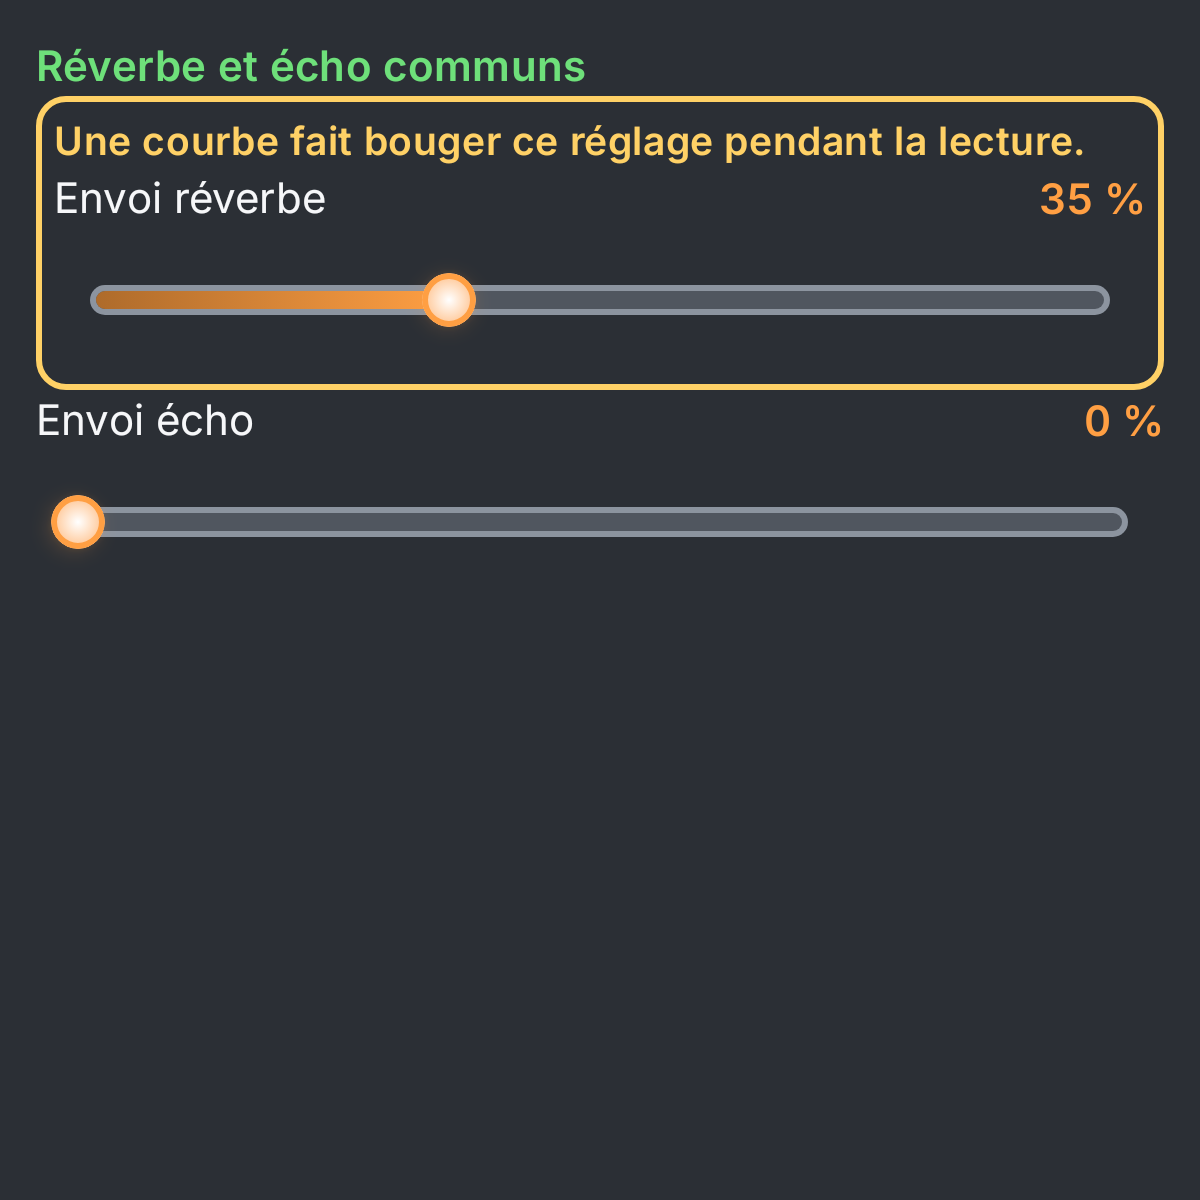 Réverbe et écho communs
Une courbe fait bouger ce réglage pendant la lecture.
Envoi réverbe 35 %
Envoi écho 0 %